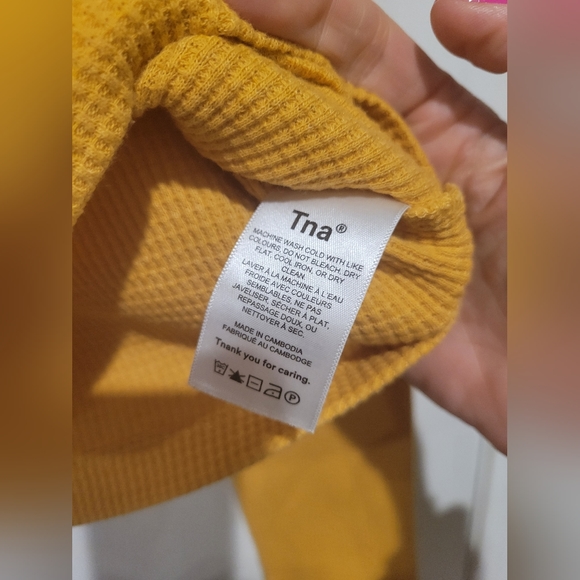 Tna®
MACHINE WASH COLD WITH LIKE
COLOURS, DO NOT BLEACH, DRY
FLAT, COOL IRON, OR DRY
CLEAN.
LAVER À LA MACHINE À L'EAU
FROIDE AVEC COULEURS
SEMBLABLES, NE PAS
JAVELISER, SÉCHER À PLAT,
REPASSAGE DOUX, OU
NETTOYER À SEC.
MADE IN CAMBODIA
FABRIQUÉ AU CAMBODGE
Thank you for caring.
P